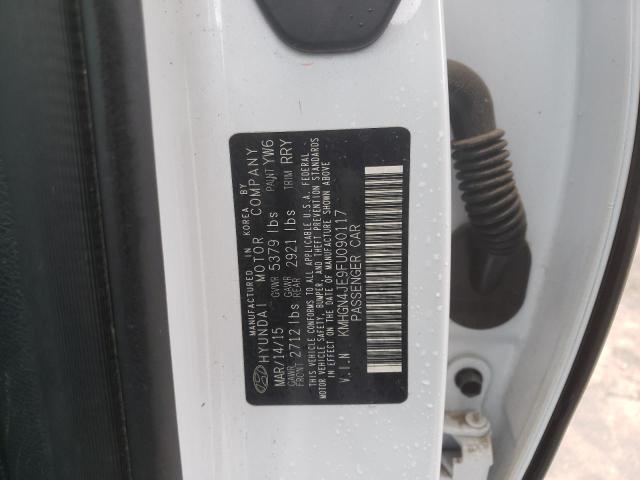 MANUFACTURED IN KOREA BY
HYUNDAI MOTOR COMPANY
MAR/14/15 GVWR 5379 lbs PAINT YW6
GAWR FRONT 2712 lbs GAWR REAR 2921 lbs TRIM RRY
THIS VEHICLE CONFORMS TO ALL APPLICABLE U.S.A. FEDERAL
MOTOR VEHICLE SAFETY, BUMPER, AND THEFT PREVENTION STANDARDS
IN EFFECT ON THE DATE OF MANUFACTURE SHOWN ABOVE
V.I.N KMHGN4JE9FU090117
PASSENGER CAR